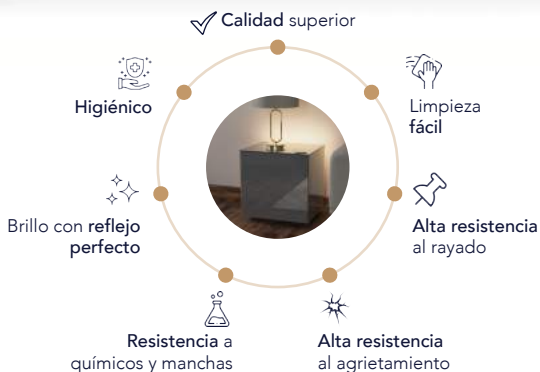 Calidad superior
Higiénico
Limpieza
fácil
Brillo con reflejo
perfecto
Alta resistencia
al rayado
Resistencia a
químicos y manchas
Alta resistencia
al agrietamiento